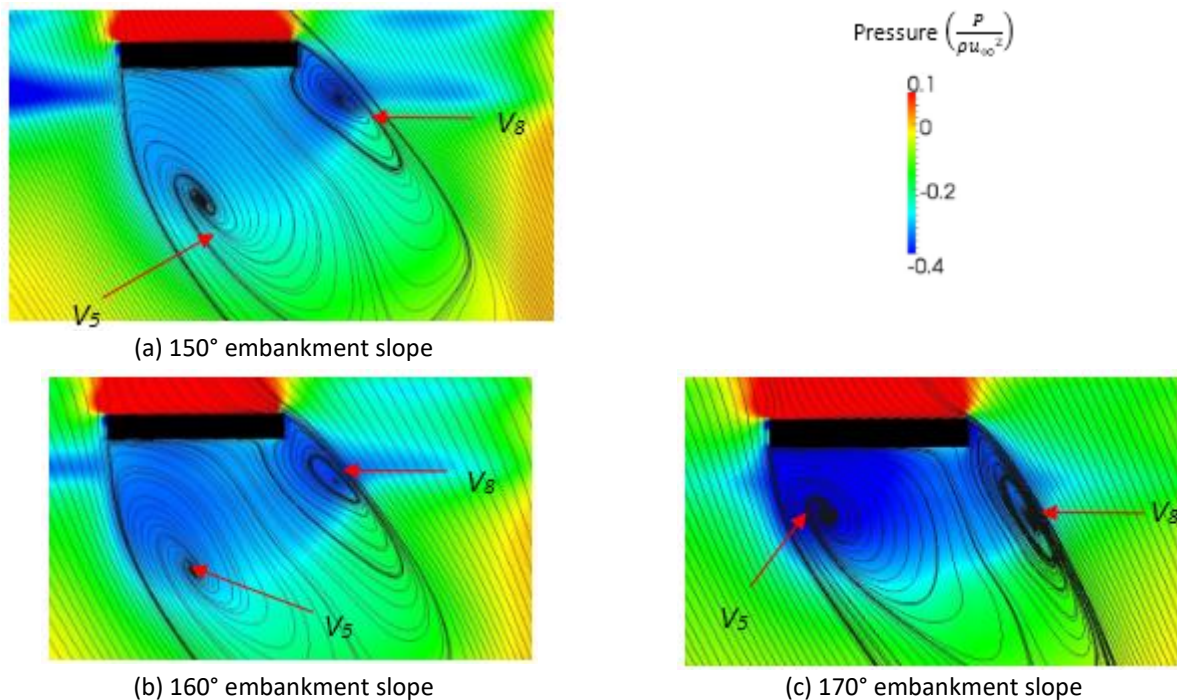 Pressure (P / ρu∞²)
0.1
0
-0.2
-0.4
V8
V5
(a) 150° embankment slope
V8
V5
(b) 160° embankment slope
V8
V5
(c) 170° embankment slope